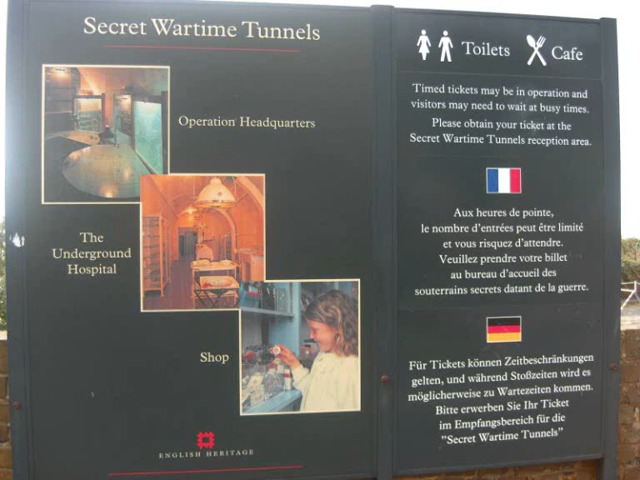 Secret Wartime Tunnels
Operation Headquarters
The
Underground
Hospital
Shop
ENGLISH HERITAGE
Toilets
Cafe
Timed tickets may be in operation and
visitors may need to wait at busy times.
Please obtain your ticket at the
Secret Wartime Tunnels reception area.
Aux heures de pointe,
le nombre d'entrées peut être limité
et vous risquez d'attendre.
Veuillez prendre votre billet
au bureau d'accueil des
souterrains secrets datant de la guerre.
Für Tickets können Zeitbeschränkungen
gelten, und während Stoßzeiten wird es
möglicherweise zu Wartezeiten kommen.
Bitte erwerben Sie Ihr Ticket
im Empfangsbereich für die
"Secret Wartime Tunnels"